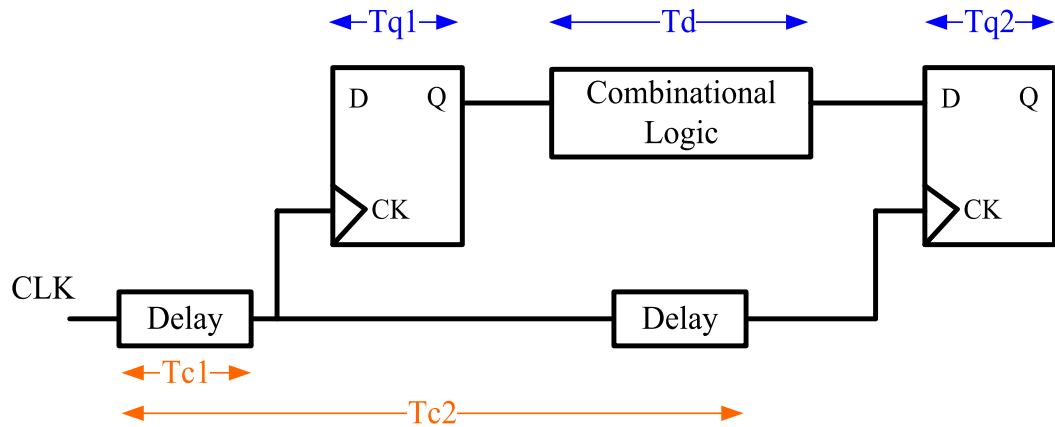 Tq1
Td
Tq2
D
Q
Combinational
Logic
D
Q
CK
CK
CLK
Delay
Delay
Tc1
Tc2